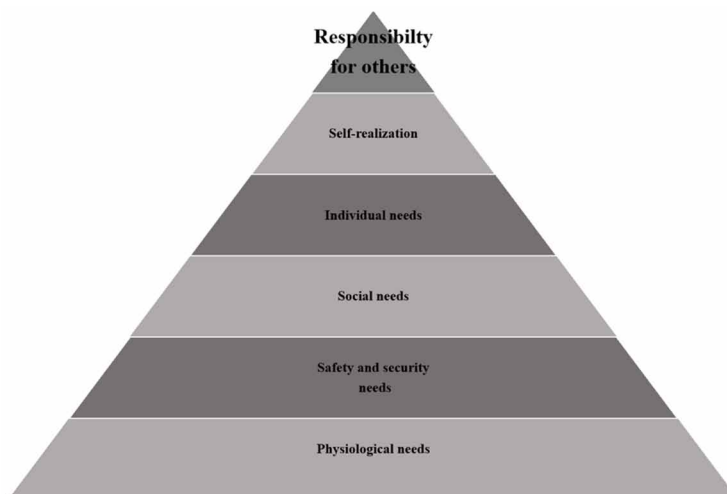 Responsibilty
for others
Self-realization
Individual needs
Social needs
Safety and security
needs
Physiological needs